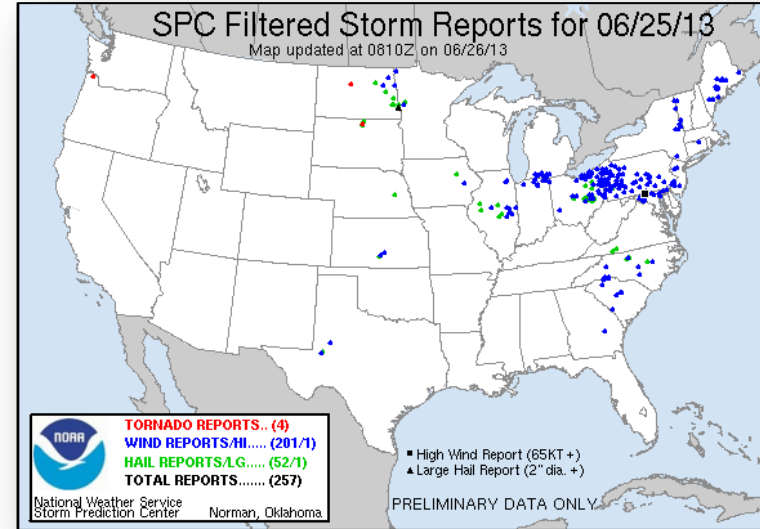 SPC Filtered Storm Reports for 06/25/13
Map updated at 0810Z on 06/26/13
NOAA
TORNADO REPORTS.. (4)
WIND REPORTS/HI..... (201/1)
HAIL REPORTS/LG..... (52/1)
TOTAL REPORTS....... (257)
National Weather Service
Storm Prediction Center Norman, Oklahoma
High Wind Report (65KT +)
Large Hail Report (2" dia. +)
PRELIMINARY DATA ONLY